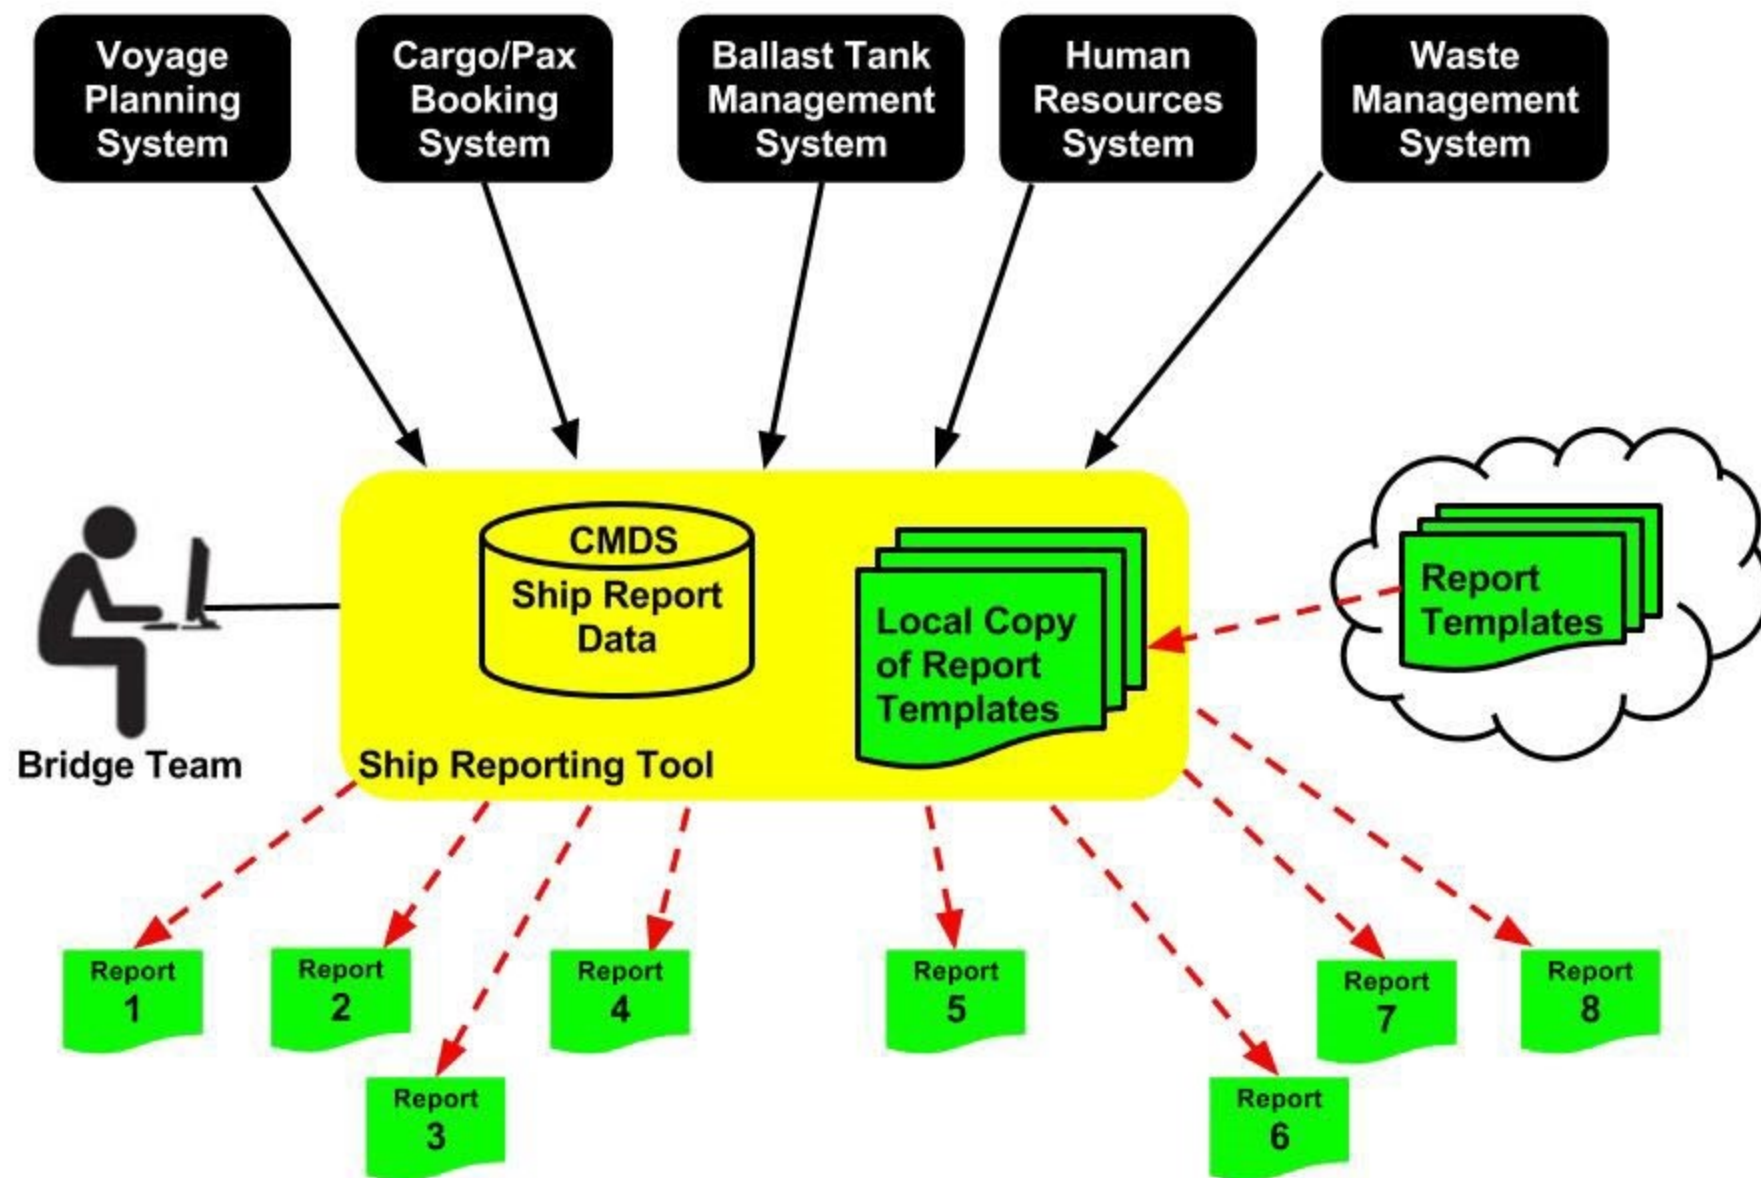 Voyage
Planning
System
Cargo/Pax
Booking
System
Ballast Tank
Management
System
Human
Resources
System
Waste
Management
System
CMDS
Ship Report
Data
Local Copy
of Report
Templates
Report
Templates
Bridge Team
Ship Reporting Tool
Report
1
Report
2
Report
3
Report
4
Report
5
Report
6
Report
7
Report
8